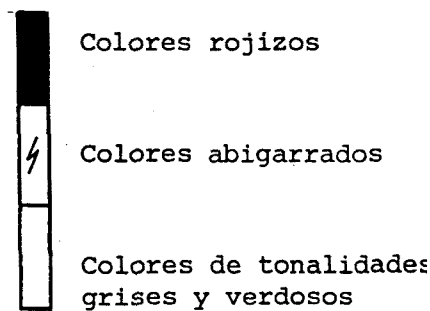 Colores rojizos
Colores abigarrados
Colores de tonalidades
grises y verdosos